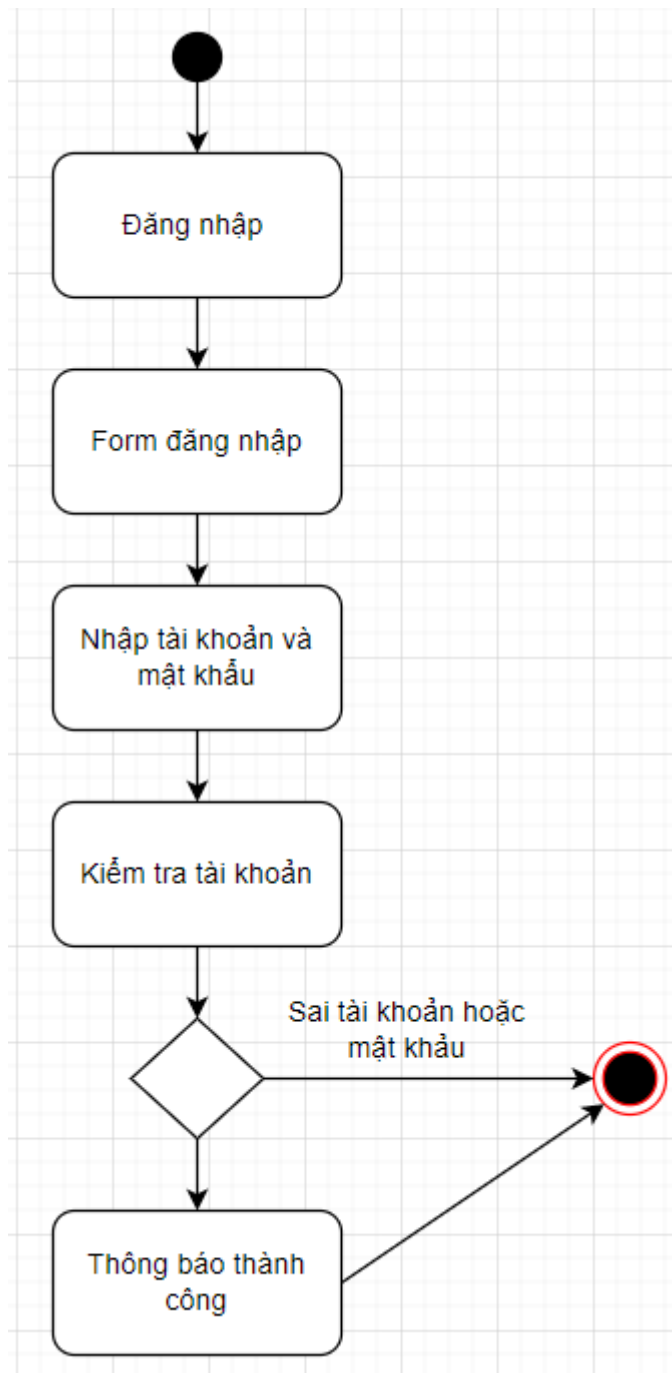 Đăng nhập
Form đăng nhập
Nhập tài khoản và
mật khẩu
Kiểm tra tài khoản
Sai tài khoản hoặc
mật khảu
Thông báo thành
công